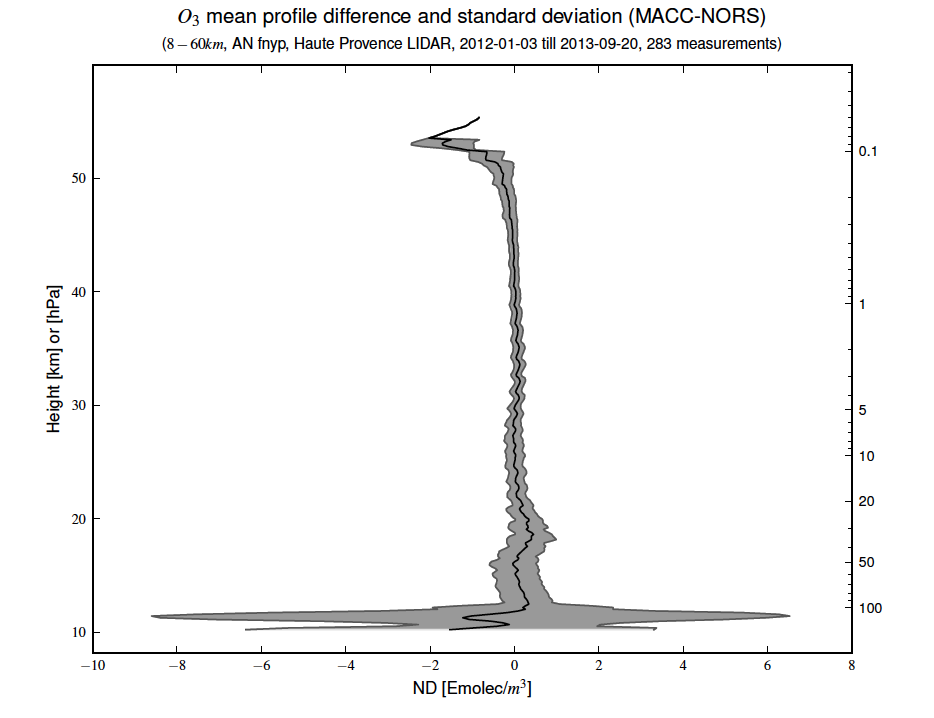 O3 mean profile difference and standard deviation (MACC-NORS)
(8−60km, AN fnyp, Haute Provence LIDAR, 2012-01-03 till 2013-09-20, 283 measurements)
Height [km] or [hPa]
50
40
30
20
10
0.1
1
5
10
20
50
100
−10 −8 −6 −4 −2 0 2 4 6 8
ND [Emolec/m³]